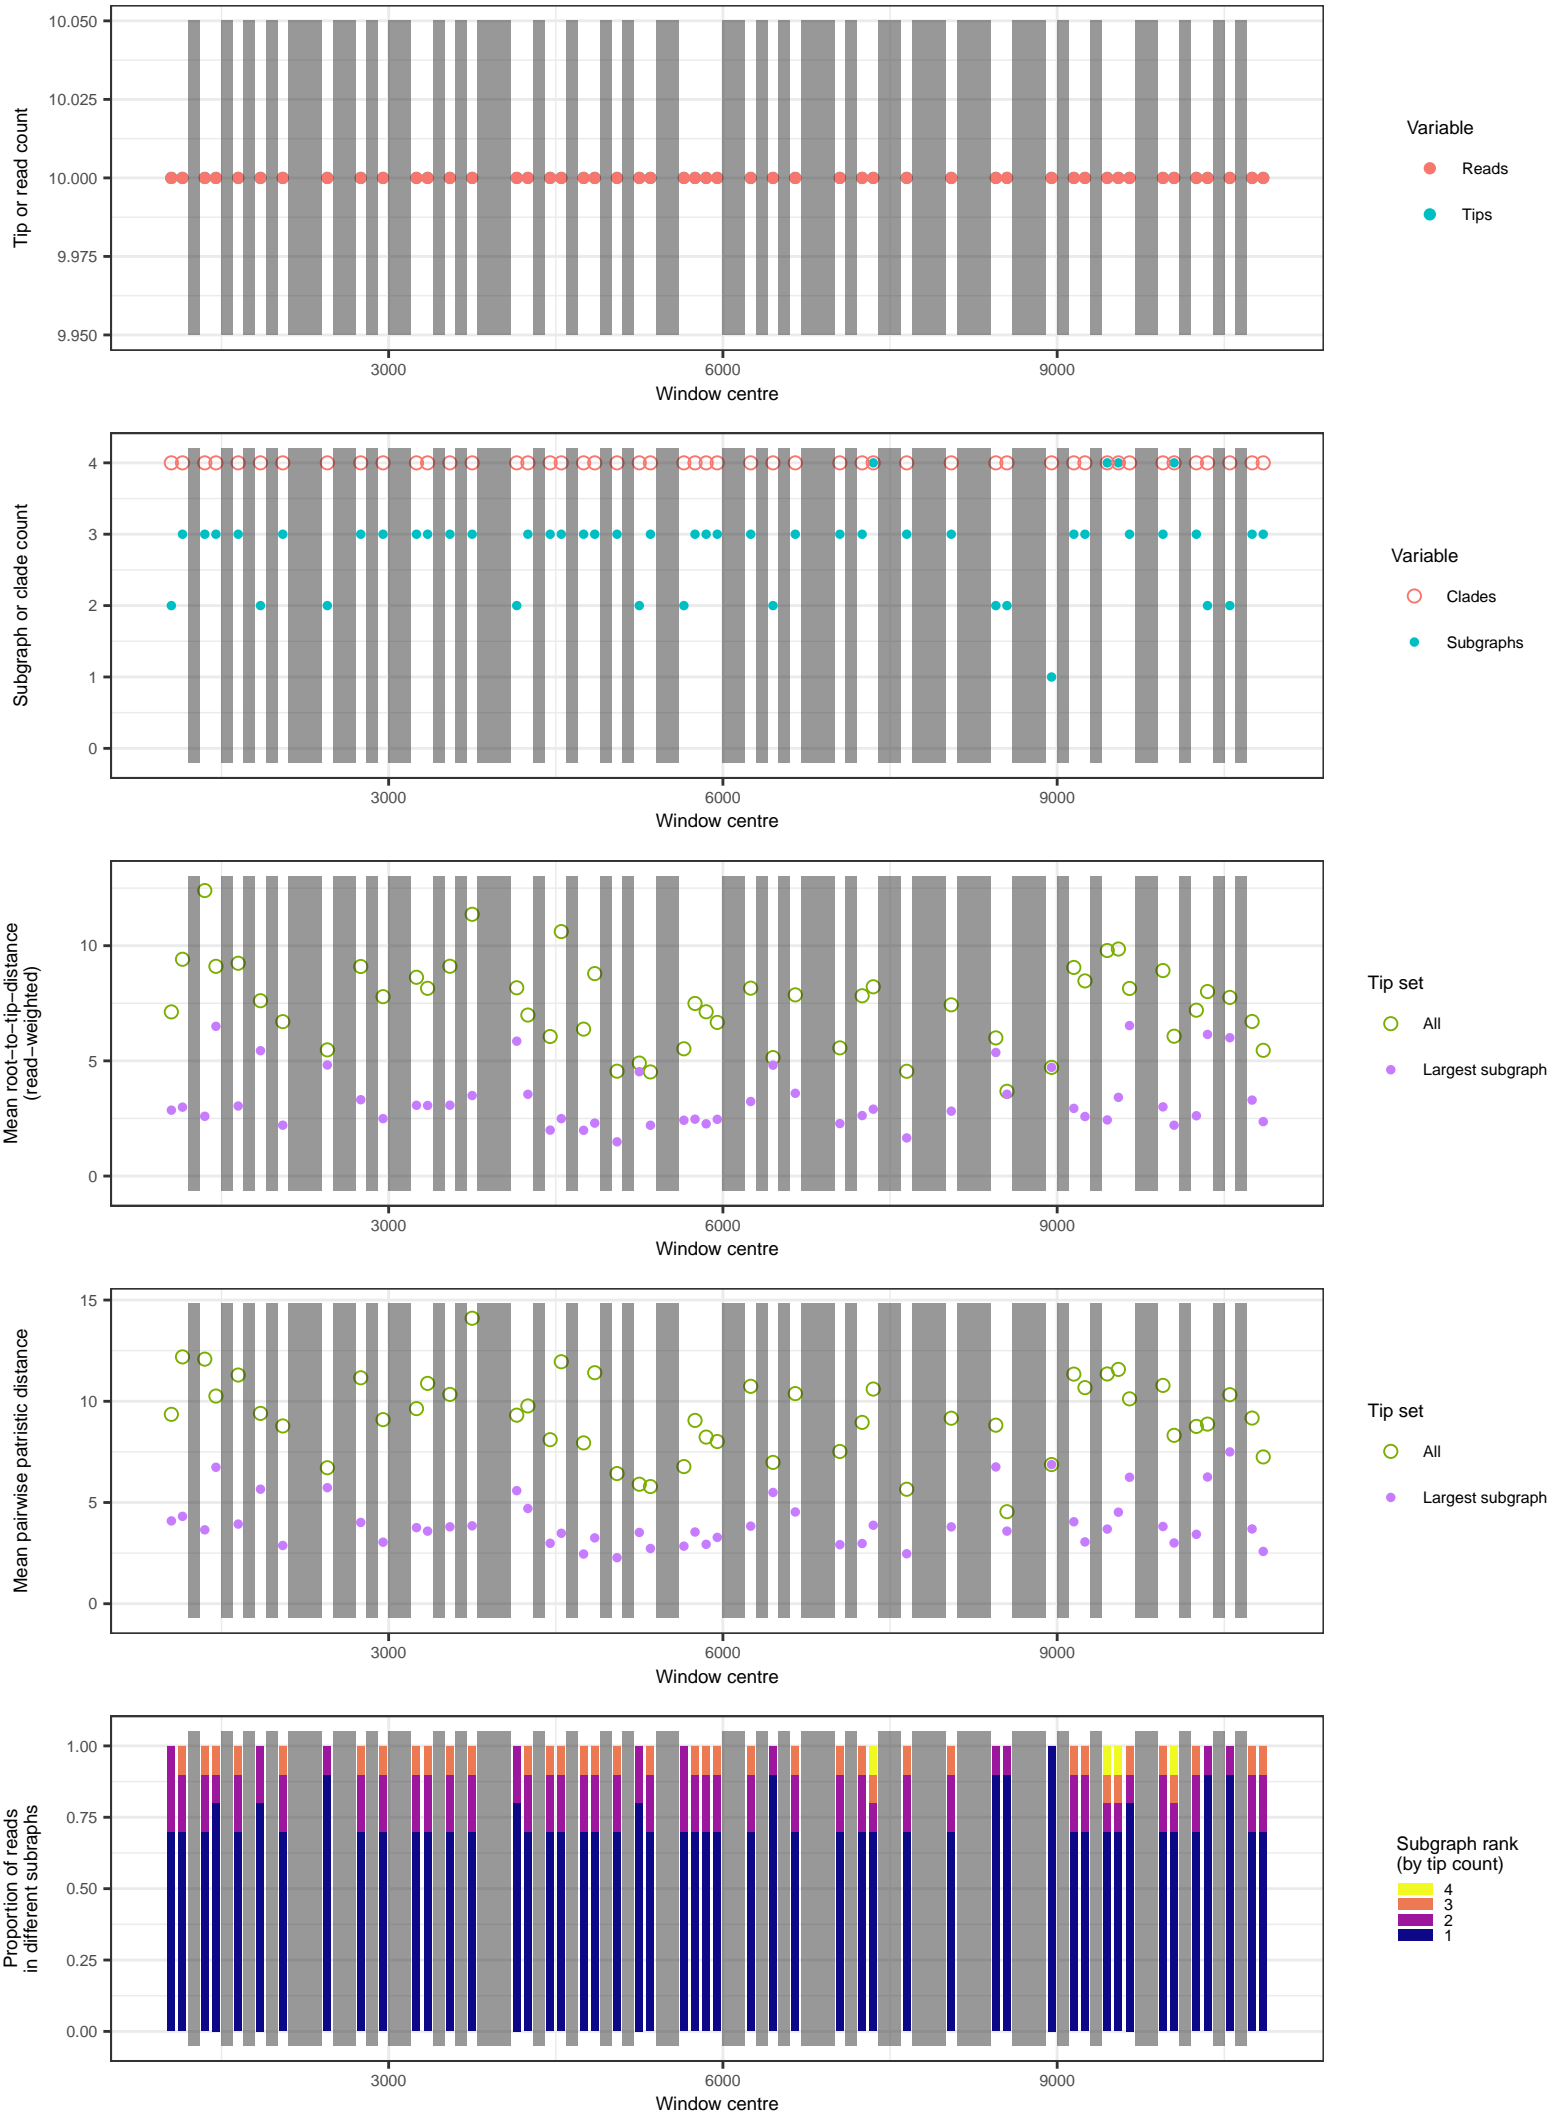 10.050
10.025
10.000
9.975
9.950
Tip or read count
3000 6000 9000
Window centre
Variable
Reads
Tips
4
3
2
1
0
Subgraph or clade count
3000 6000 9000
Window centre
Variable
Clades
Subgraphs
10
5
0
Mean root−to−tip−distance
(read−weighted)
3000 6000 9000
Window centre
Tip set
All
Largest subgraph
15
10
5
0
Mean pairwise patristic distance
3000 6000 9000
Window centre
Tip set
All
Largest subgraph
1.00
0.75
0.50
0.25
0.00
Proportion of reads
in different subraphs
3000 6000 9000
Window centre
Subgraph rank
(by tip count)
4
3
2
1